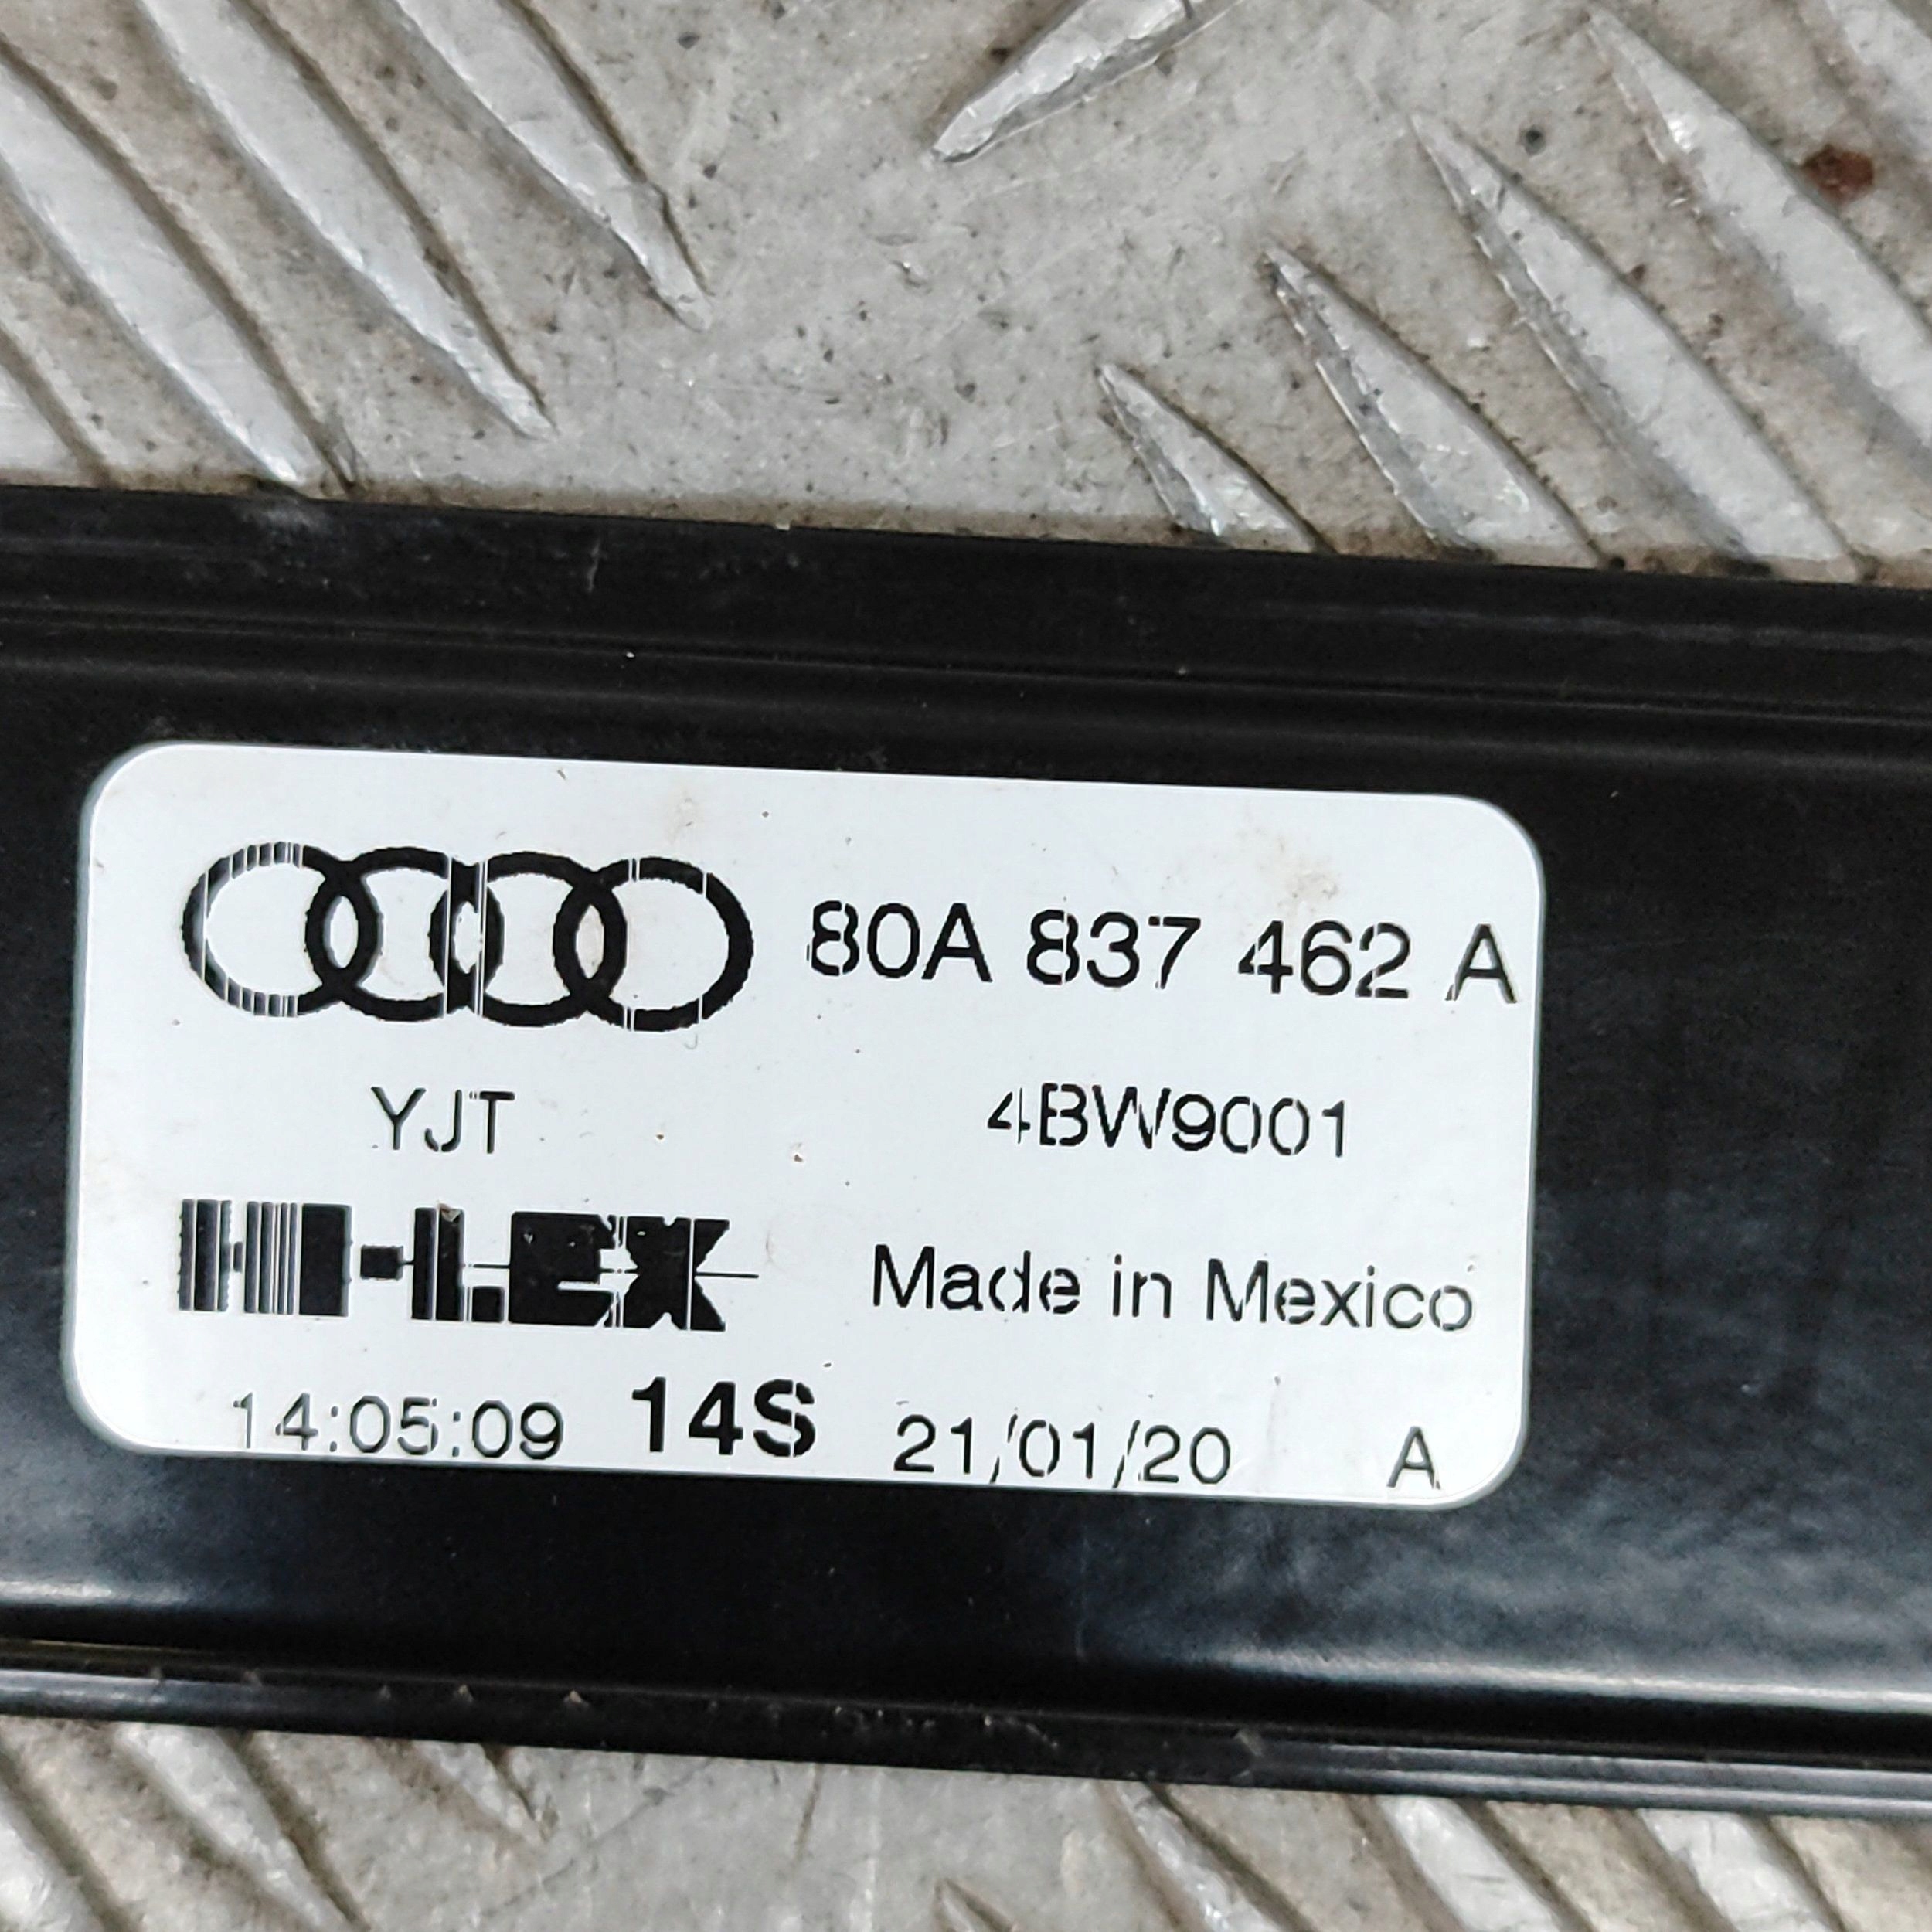 80A 837 462 A
YJT 4BW9001
HI-LEX Made in Mexico
14:05:09 14S 21/01/20 A